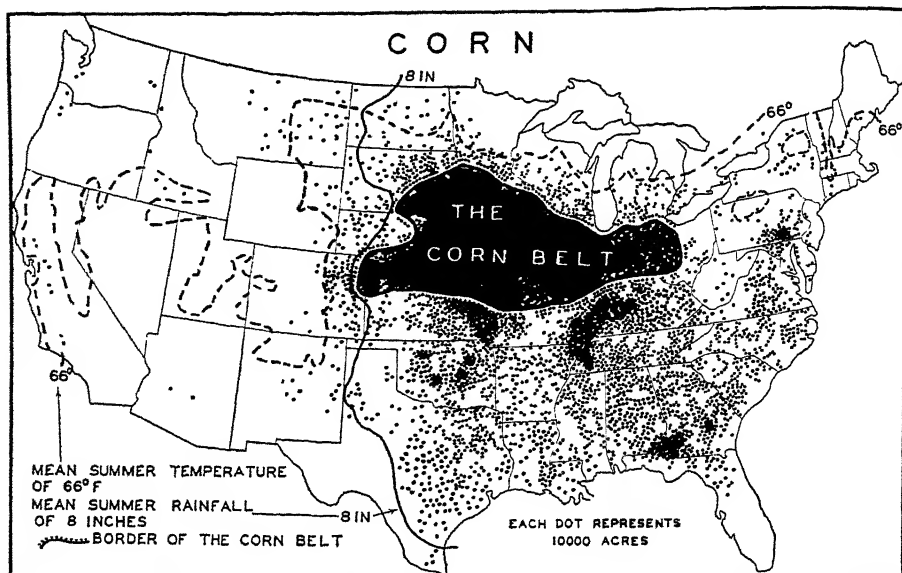 CORN
8 IN
66°
66°
THE
CORN BELT
66°
MEAN SUMMER TEMPERATURE
OF 66°F
MEAN SUMMER RAINFALL
OF 8 INCHES
8 IN
BORDER OF THE CORN BELT
EACH DOT REPRESENTS
10000 ACRES